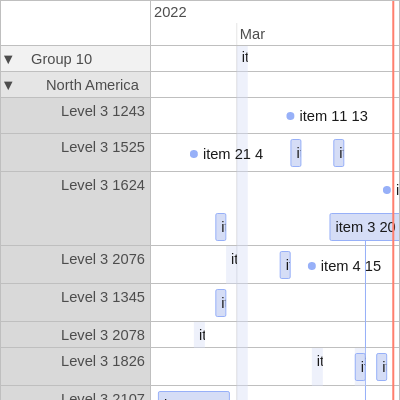 2022
Mar
▼ Group 10
it
▼ North America
Level 3 1243
item 11 13
Level 3 1525
item 21 4
Level 3 1624
item 3 20
Level 3 2076
it
item 4 15
Level 3 1345
Level 3 2078
it
Level 3 1826
it
Level 3 2107